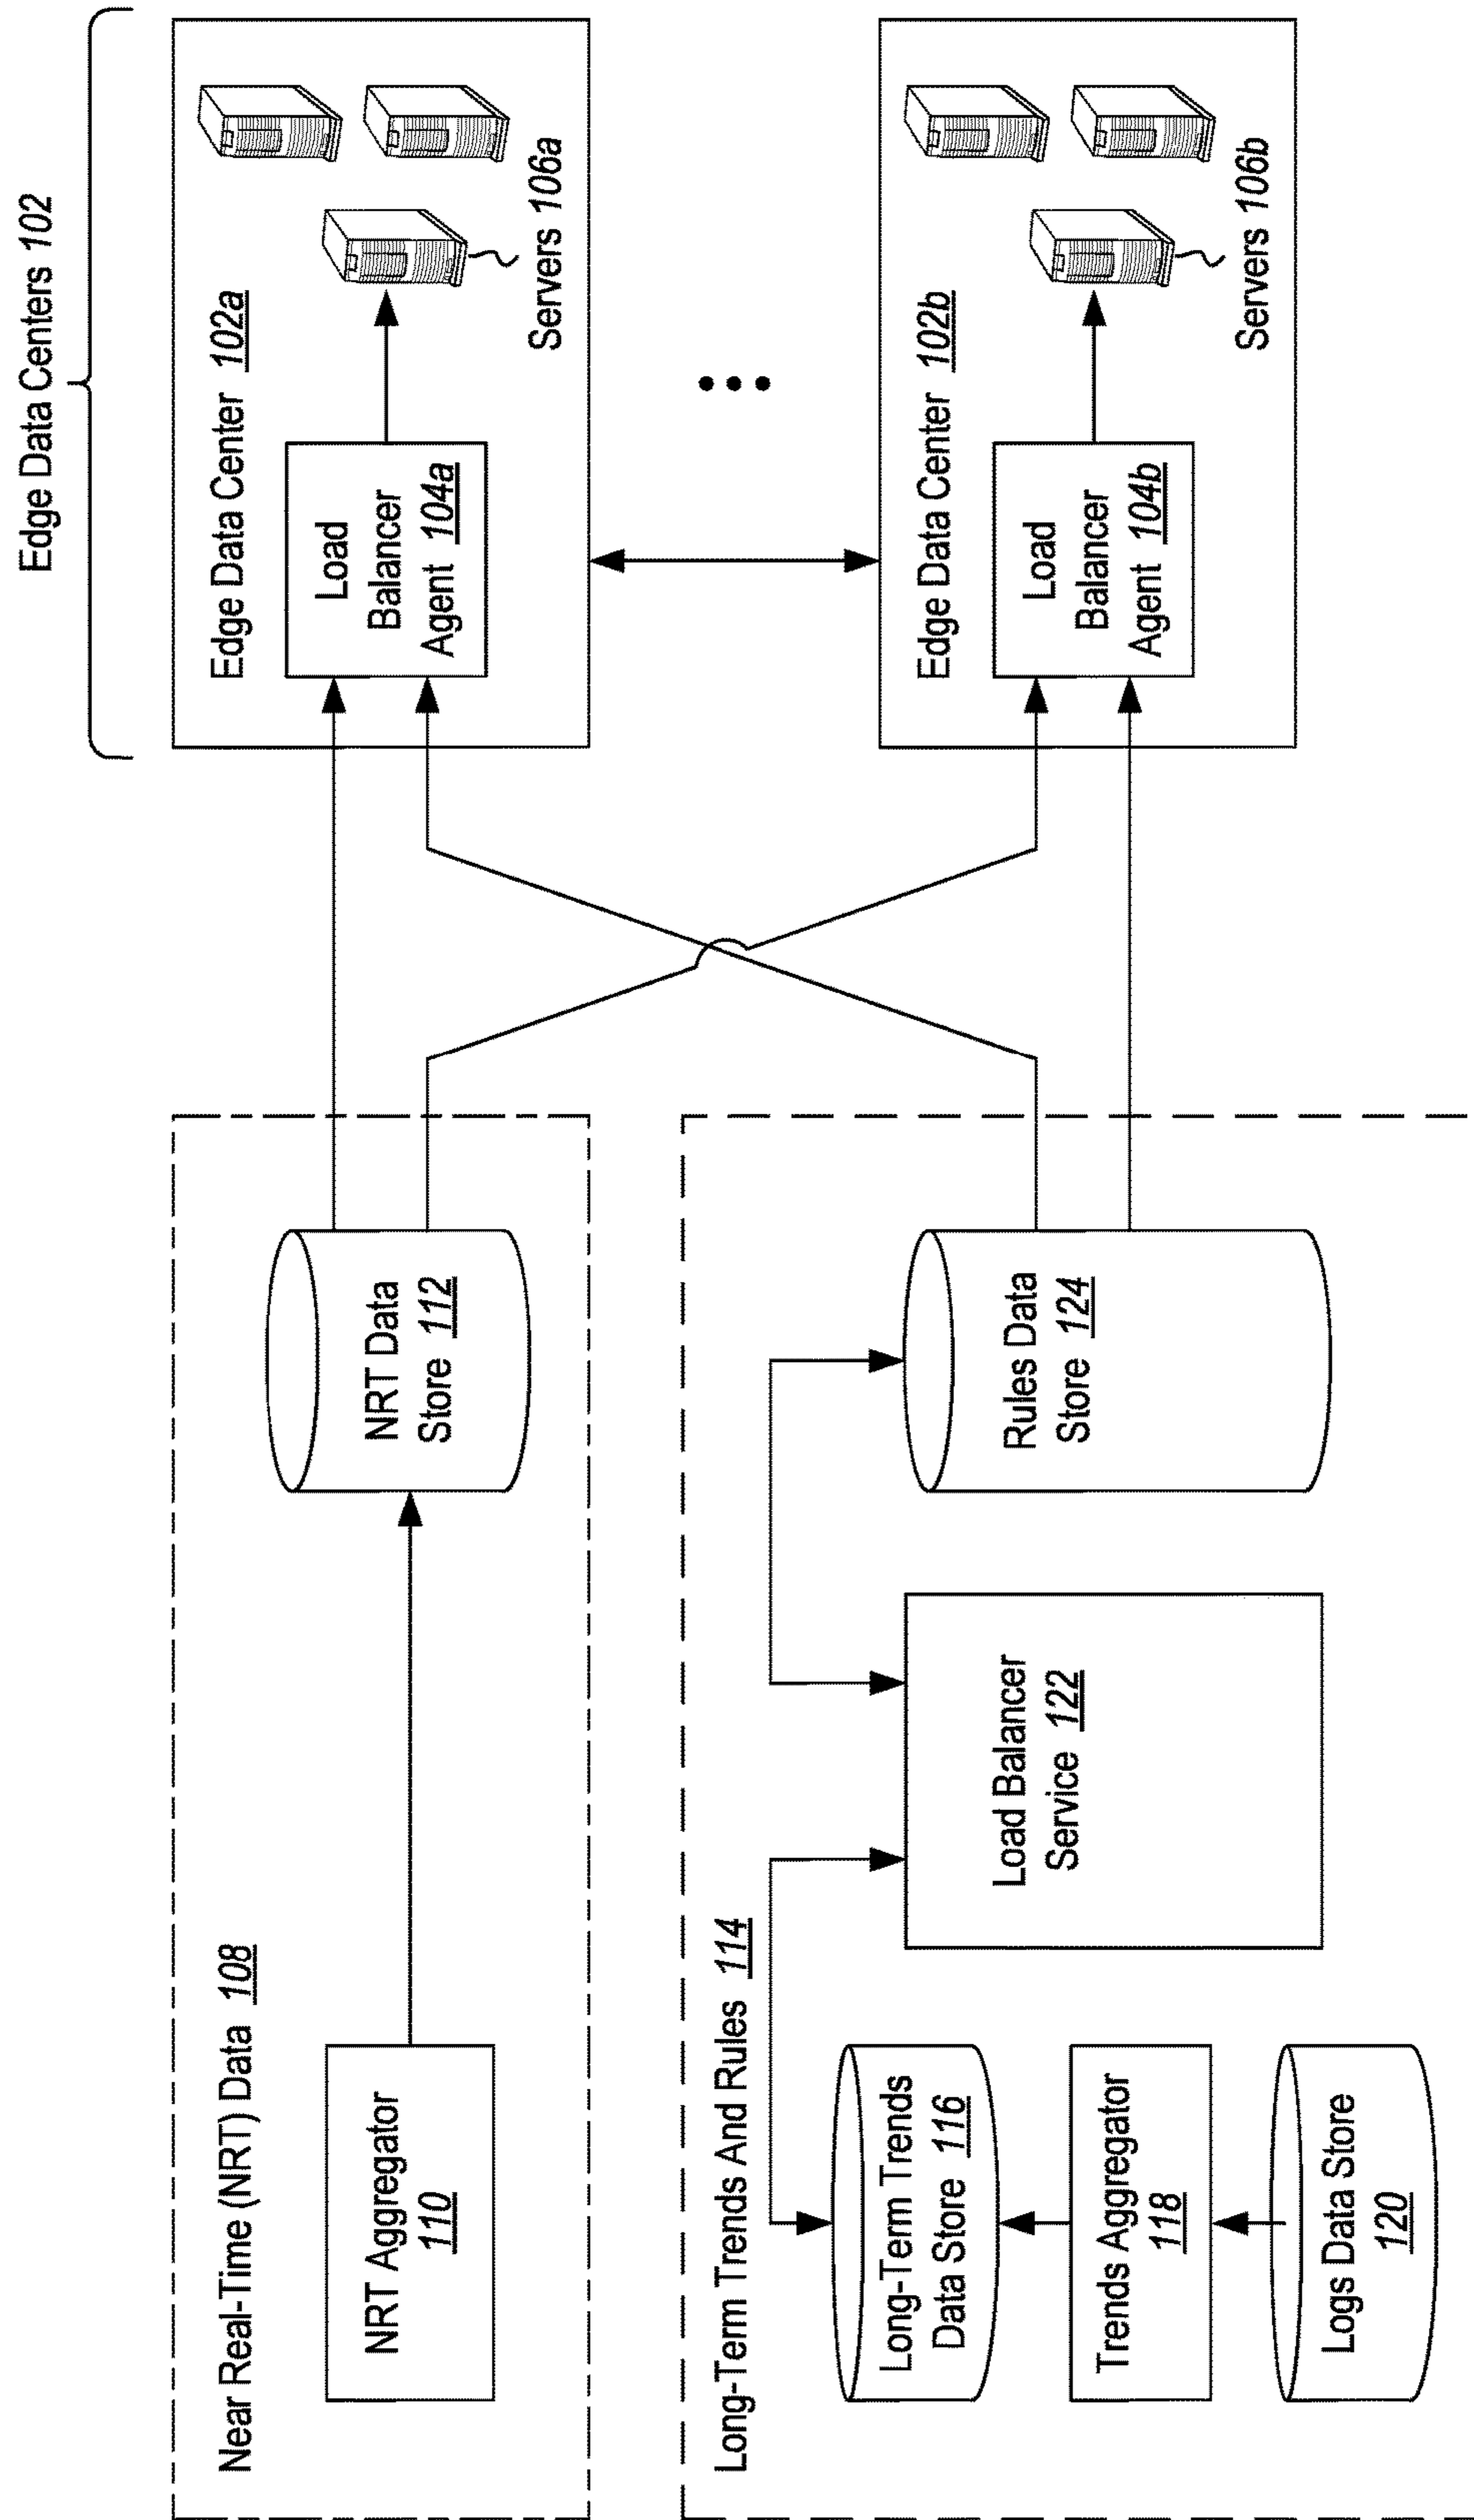 Edge Data Centers 102
Near Real-Time (NRT) Data 108
NRT Aggregator
110
NRT Data
Store 112
Edge Data Center 102a
Load
Balancer
Agent 104a
Servers 106a
Long-Term Trends And Rules 114
Long-Term Trends
Data Store 116
Trends Aggregator
118
Logs Data Store
120
Load Balancer
Service 122
Rules Data
Store 124
Edge Data Center 102b
Load
Balancer
Agent 104b
Servers 106b